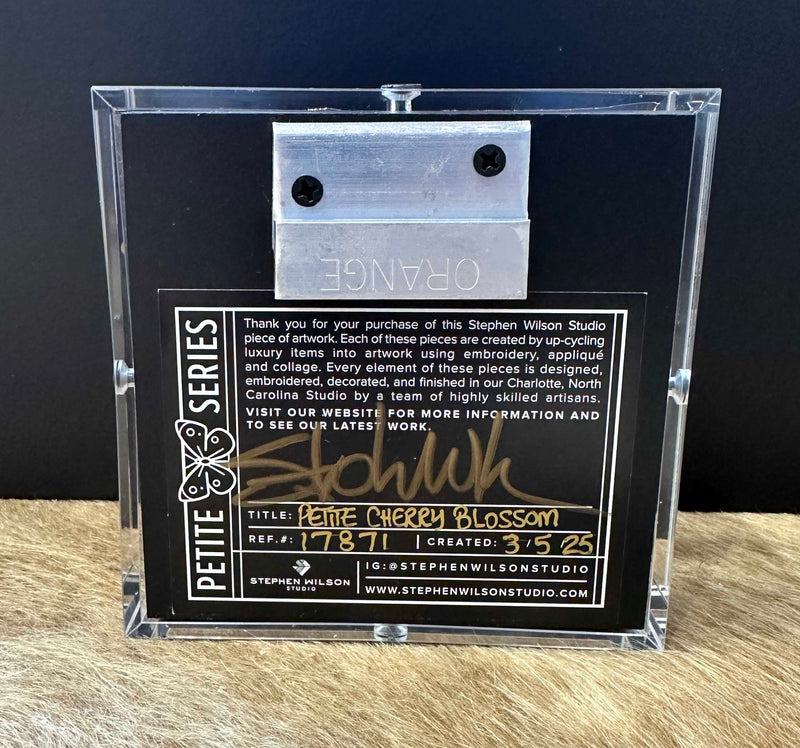 ORANGE
PETITE SERIES
Thank you for your purchase of this Stephen Wilson Studio
piece of artwork. Each of these pieces are created by up-cycling
luxury items into artwork using embroidery, appliqué
and collage. Every element of these pieces is designed,
embroidered, decorated, and finished in our Charlotte, North
Carolina Studio by a team of highly skilled artisans.
VISIT OUR WEBSITE FOR MORE INFORMATION AND
TO SEE OUR LATEST WORK.
TITLE: PETITE CHERRY BLOSSOM
REF.#: 17871 | CREATED: 3/5/25
STEPHEN WILSON
STUDIO
IG:@STEPHENWILSONSTUDIO
WWW.STEPHENWILSONSTUDIO.COM